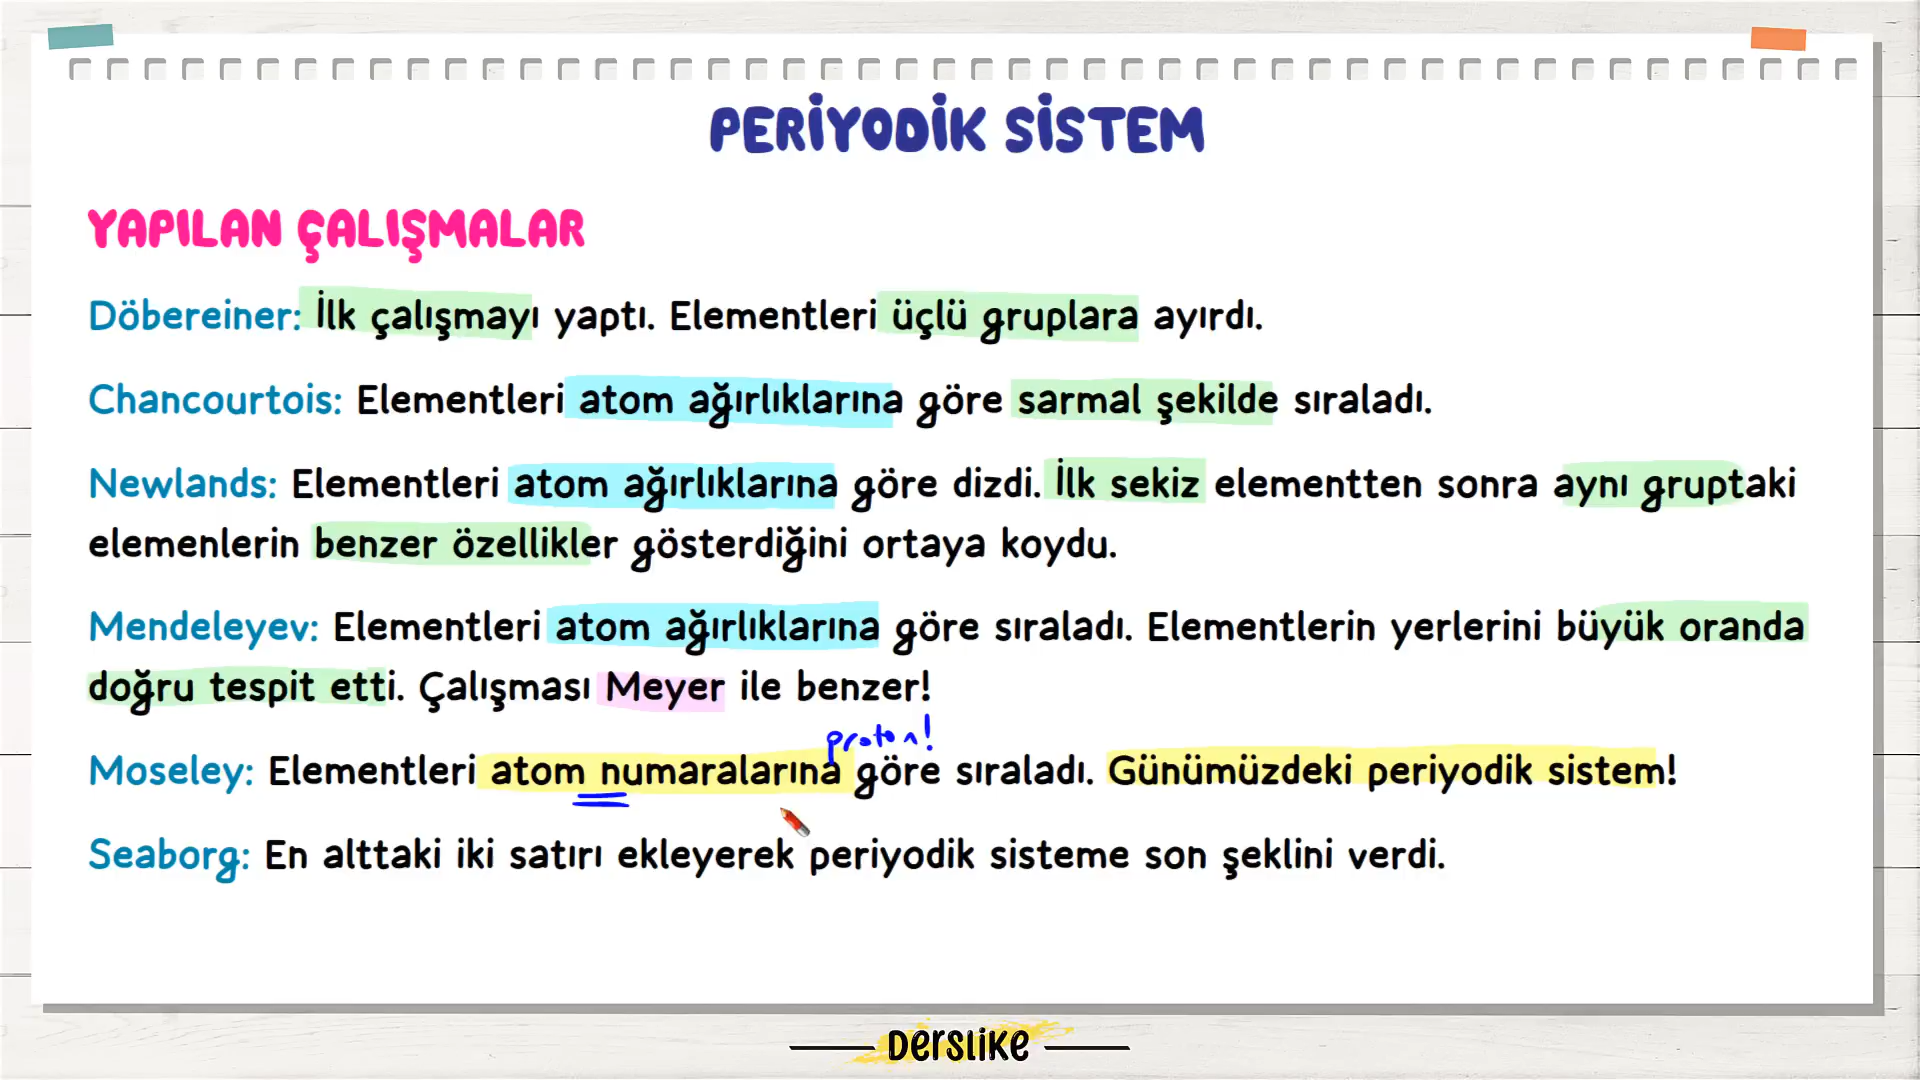 PERİYODİK SİSTEM
YAPILAN ÇALIŞMALAR
Döbereiner: İlk çalışmayı yaptı. Elementleri üçlü gruplara ayırdı.
Chancourtois: Elementleri atom ağırlıklarına göre sarmal şekilde sıraladı.
Newlands: Elementleri atom ağırlıklarına göre dizdi. İlk sekiz elementten sonra aynı gruptaki
elemenlerin benzer özellikler gösterdiğini ortaya koydu.
Mendeleyev: Elementleri atom ağırlıklarına göre sıraladı. Elementlerin yerlerini büyük oranda
doğru tespit etti. Çalışması Meyer ile benzer!
proton!
Moseley: Elementleri atom numaralarına göre sıraladı. Günümüzdeki periyodik sistem!
Seaborg: En alttaki iki satırı ekleyerek periyodik sisteme son şeklini verdi.
DERSLİKE